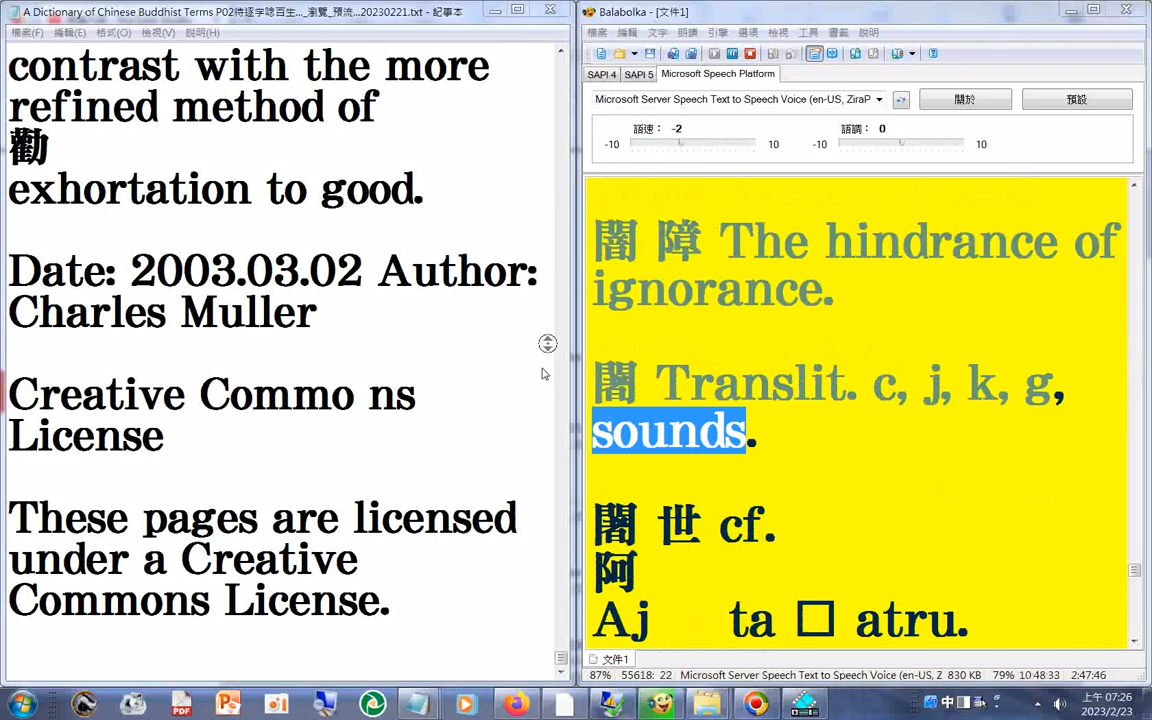 A Dictionary of Chinese Buddhist Terms P02待逐字唸百生..._瀏覽_預流...20230221.txt - 記事本
檔案(F) 編輯(E) 格式(O) 檢視(V) 說明(H)
contrast with the more
refined method of
勸
exhortation to good.
Date: 2003.03.02 Author:
Charles Muller
Creative Commo ns
License
These pages are licensed
under a Creative
Commons License.
Balabolka - [文件1]
檔案 編輯 文字 朗讀 引擎 選項 檢視 工具 書籤 說明
SAPI 4 SAPI 5 Microsoft Speech Platform
Microsoft Server Speech Text to Speech Voice (en-US, ZiraP
關於
預設
語速： -2
語調： 0
-10 10 -10 10
闇 障 The hindrance of
ignorance.
闍 Translit. c, j, k, g,
sounds.
闍 世 cf.
阿
Aj ta □ atru.
文件1
87% 55618: 22 Microsoft Server Speech Text to Speech Voice (en-US, Z 830 KB 79% 10:48:33 2:47:46
PDF
中
上午 07:26
2023/2/23